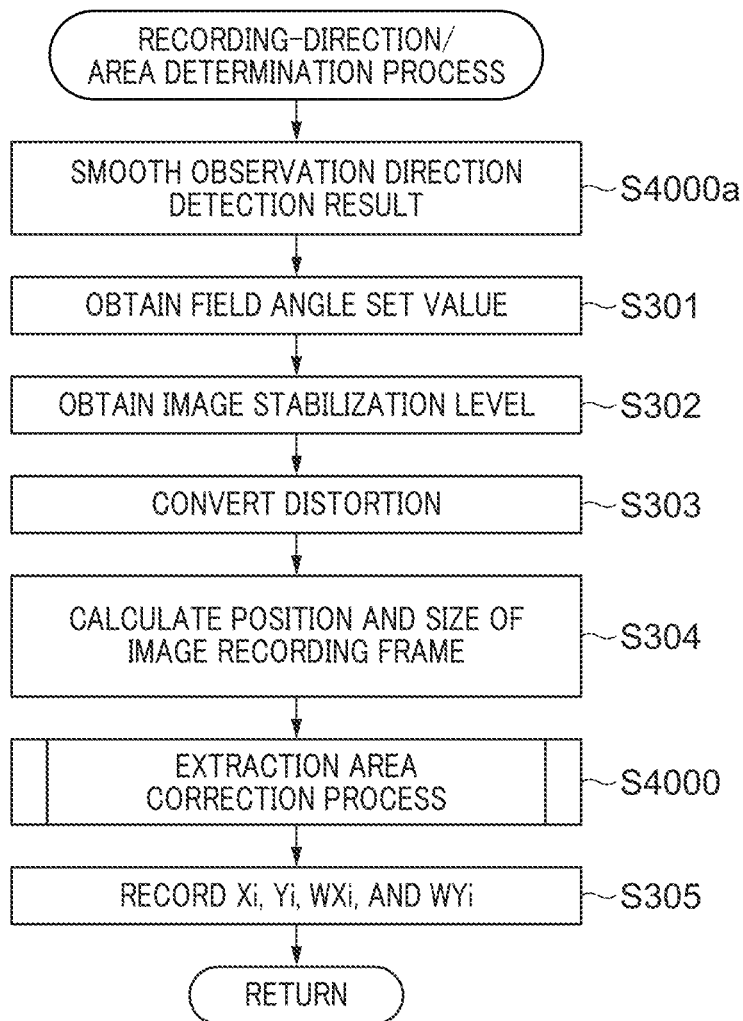 RECORDING-DIRECTION/
AREA DETERMINATION PROCESS
SMOOTH OBSERVATION DIRECTION
DETECTION RESULT
S4000a
OBTAIN FIELD ANGLE SET VALUE
S301
OBTAIN IMAGE STABILIZATION LEVEL
S302
CONVERT DISTORTION
S303
CALCULATE POSITION AND SIZE OF
IMAGE RECORDING FRAME
S304
EXTRACTION AREA
CORRECTION PROCESS
S4000
RECORD Xi, Yi, WXi, AND WYi
S305
RETURN